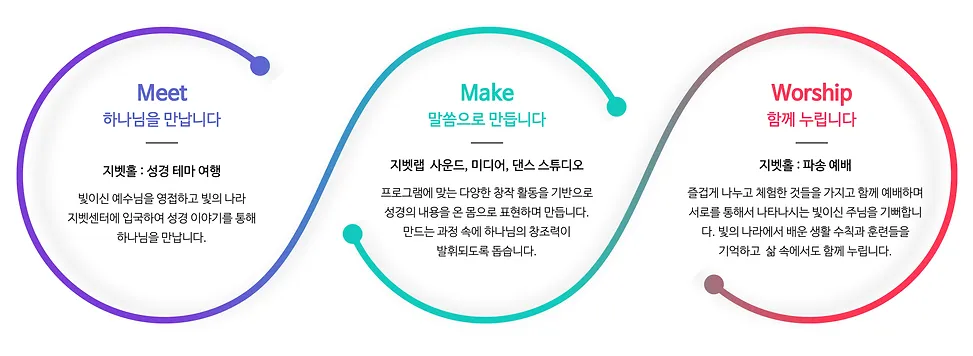 Meet
하나님을 만납니다
지벳홀 : 성경 테마 여행
빛이신 예수님을 영접하고 빛의 나라
지벳센터에 입국하여 성경 이야기를 통해
하나님을 만납니다.
Make
말씀으로 만듭니다
지벳랩 사운드, 미디어, 댄스 스튜디오
프로그램에 맞는 다양한 창작 활동을 기반으로
성경의 내용을 온 몸으로 표현하며 만듭니다.
만드는 과정 속에 하나님의 창조력이
발휘되도록 돕습니다.
Worship
함께 누립니다
지벳홀 : 파송 예배
즐겁게 나누고 체험한 것들을 가지고 함께 예배하며
서로를 통해서 나타나시는 빛이신 주님을 기뻐합니
다. 빛의 나라에서 배운 생활 수칙과 훈련들을
기억하고 삶 속에서도 함께 누립니다.